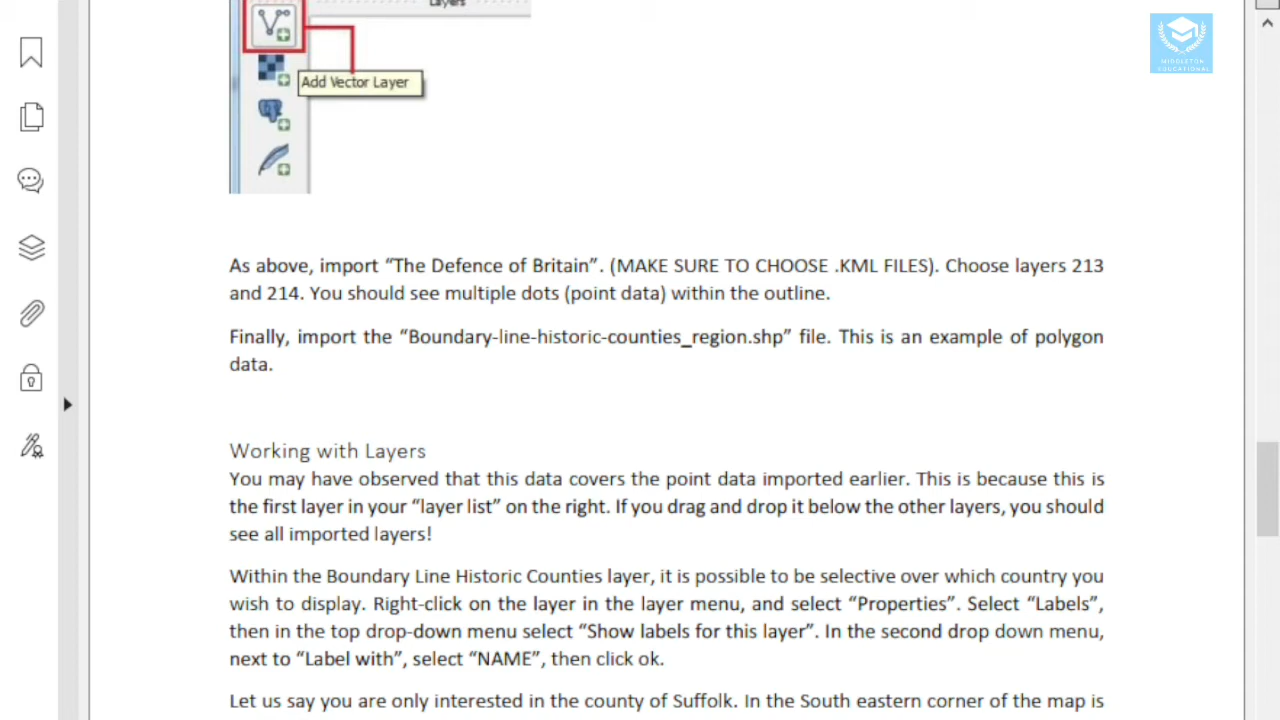 Layers
MIDDLETON
EDUCATIONAL
Add Vector Layer
As above, import “The Defence of Britain”. (MAKE SURE TO CHOOSE .KML FILES). Choose layers 213
and 214. You should see multiple dots (point data) within the outline.
Finally, import the “Boundary-line-historic-counties_region.shp” file. This is an example of polygon
data.
Working with Layers
You may have observed that this data covers the point data imported earlier. This is because this is
the first layer in your “layer list” on the right. If you drag and drop it below the other layers, you should
see all imported layers!
Within the Boundary Line Historic Counties layer, it is possible to be selective over which country you
wish to display. Right-click on the layer in the layer menu, and select “Properties”. Select “Labels”,
then in the top drop-down menu select “Show labels for this layer”. In the second drop down menu,
next to “Label with”, select “NAME”, then click ok.
Let us say you are only interested in the county of Suffolk. In the South eastern corner of the map is